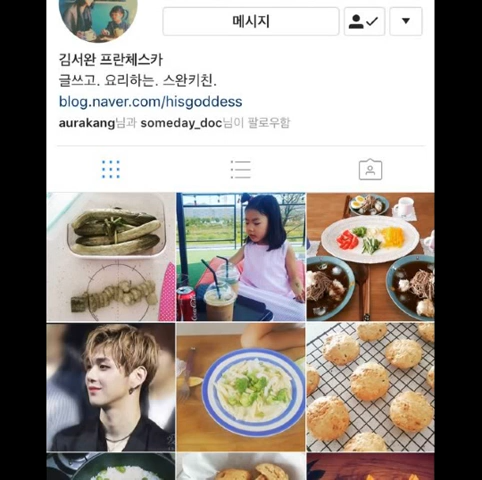 메시지
김서완 프란체스카
글쓰고. 요리하는. 스완키친.
blog.naver.com/hisgoddess
aurakang님과 someday_doc님이 팔로우함